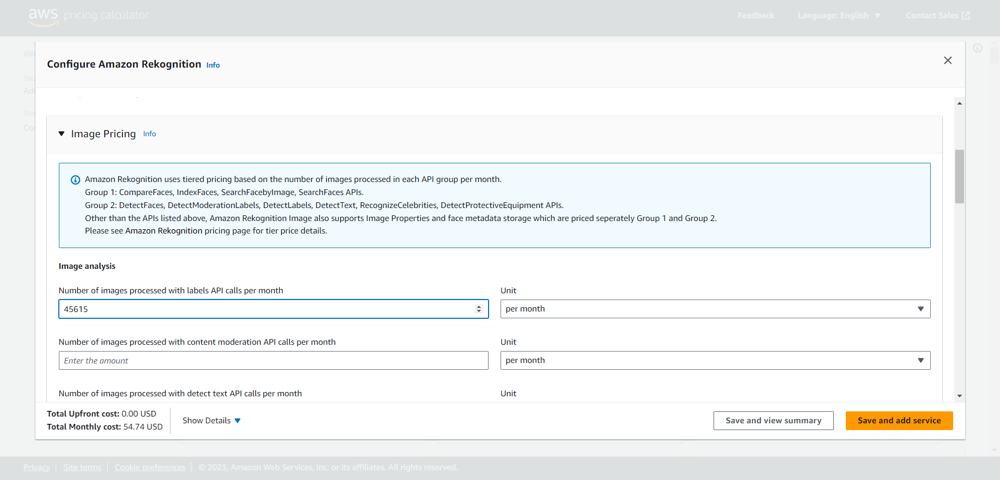 aws pricing calculator
Feedback
Language: English
Contact Sales
AW
Configure Amazon Rekognition Info
Step
Add
Step
Con
Image Pricing Info
Amazon Rekognition uses tiered pricing based on the number of images processed in each API group per month.
Group 1: CompareFaces, IndexFaces, SearchFacebyImage, SearchFaces APIs.
Group 2: DetectFaces, DetectModerationLabels, DetectLabels, DetectText, RecognizeCelebrities, DetectProtectiveEquipment APIs.
Other than the APIs listed above, Amazon Rekognition Image also supports Image Properties and face metadata storage which are priced seperately Group 1 and Group 2.
Please see Amazon Rekognition pricing page for tier price details.
Image analysis
Number of images processed with labels API calls per month
Unit
45615
per month
Number of images processed with content moderation API calls per month
Unit
Enter the amount
per month
Number of images processed with detect text API calls per month
Unit
Total Upfront cost: 0.00 USD
Total Monthly cost: 54.74 USD
Show Details
Save and view summary
Save and add service
Privacy
Site terms
Cookie preferences
© 2023, Amazon Web Services, Inc. or its affiliates. All rights reserved.